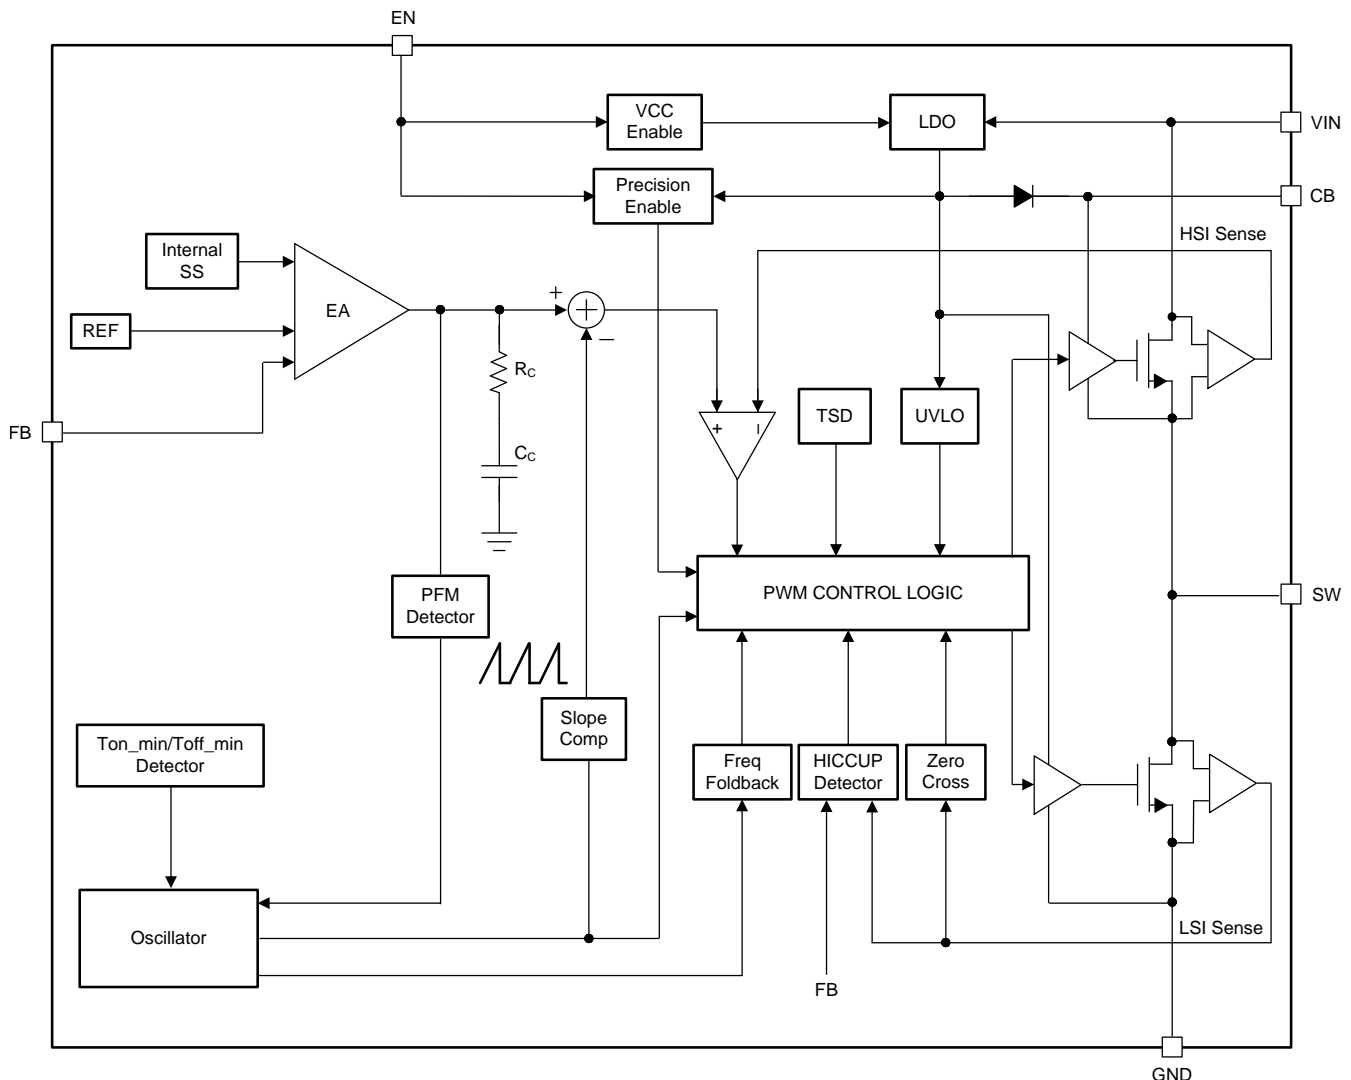 EN
VCC
Enable
LDO
VIN
Precision
Enable
CB
HSI Sense
Internal
SS
EA
+
+
REF
−
RC
FB
TSD
UVLO
+
−
CC
PFM
Detector
PWM CONTROL LOGIC
SW
Slope
Comp
Ton_min/Toff_min
Detector
Freq
Foldback
HICCUP
Detector
Zero
Cross
Oscillator
LSI Sense
FB
GND